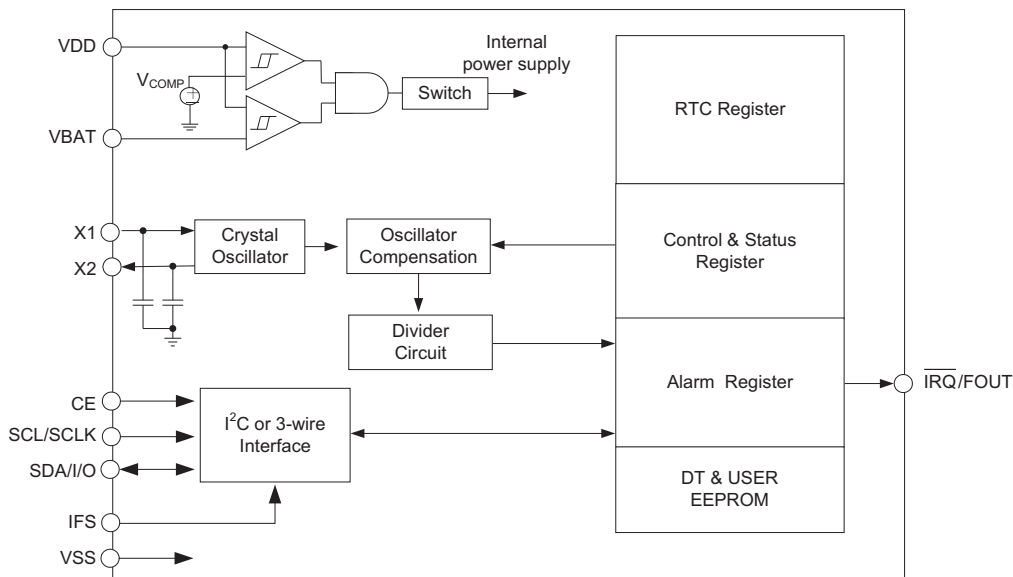 VDD
V_COMP
VBAT
Internal
power supply
Switch
X1
X2
Crystal
Oscillator
Oscillator
Compensation
Divider
Circuit
CE
SCL/SCLK
SDA/I/O
IFS
VSS
I²C or 3-wire
Interface
RTC Register
Control & Status
Register
Alarm Register
DT & USER
EEPROM
I̅R̅Q̅/FOUT